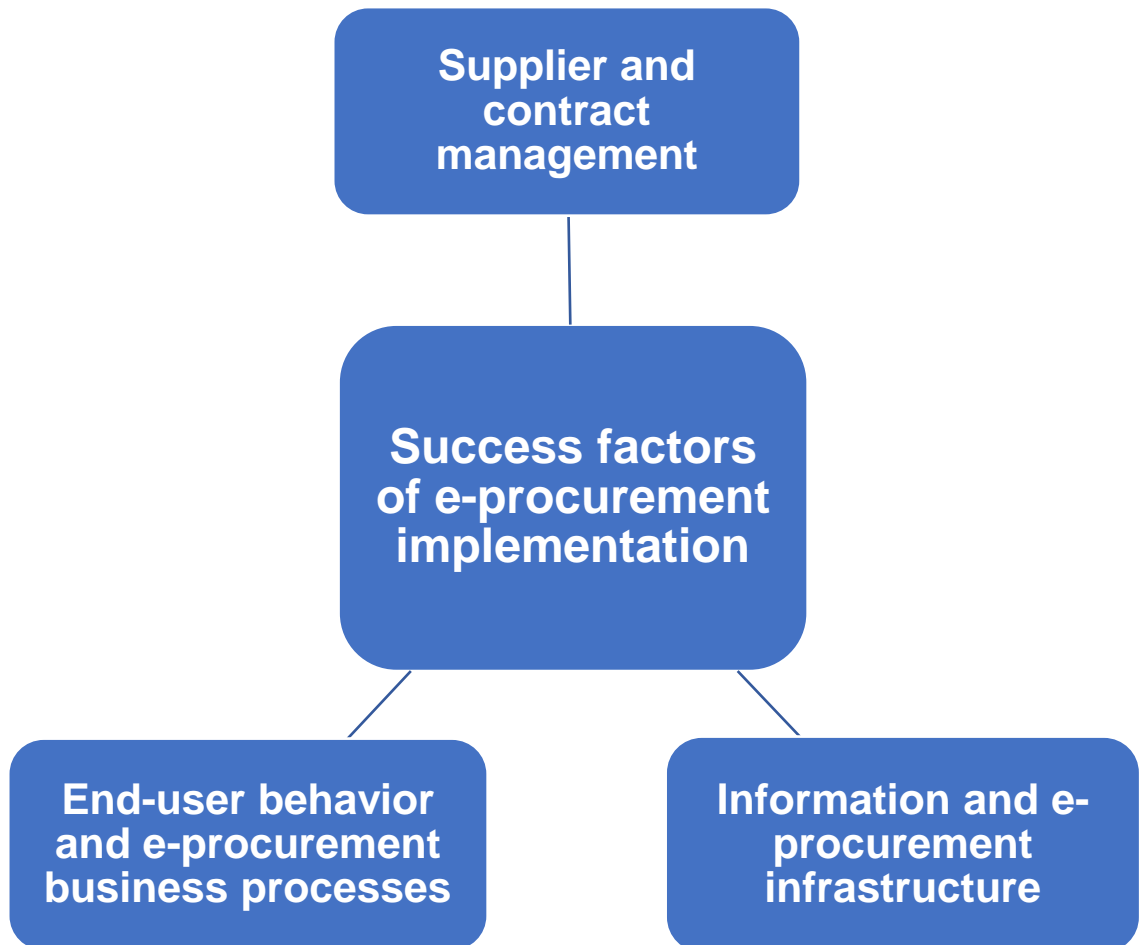 Supplier and
contract
management
Success factors
of e-procurement
implementation
End-user behavior
and e-procurement
business processes
Information and e-
procurement
infrastructure